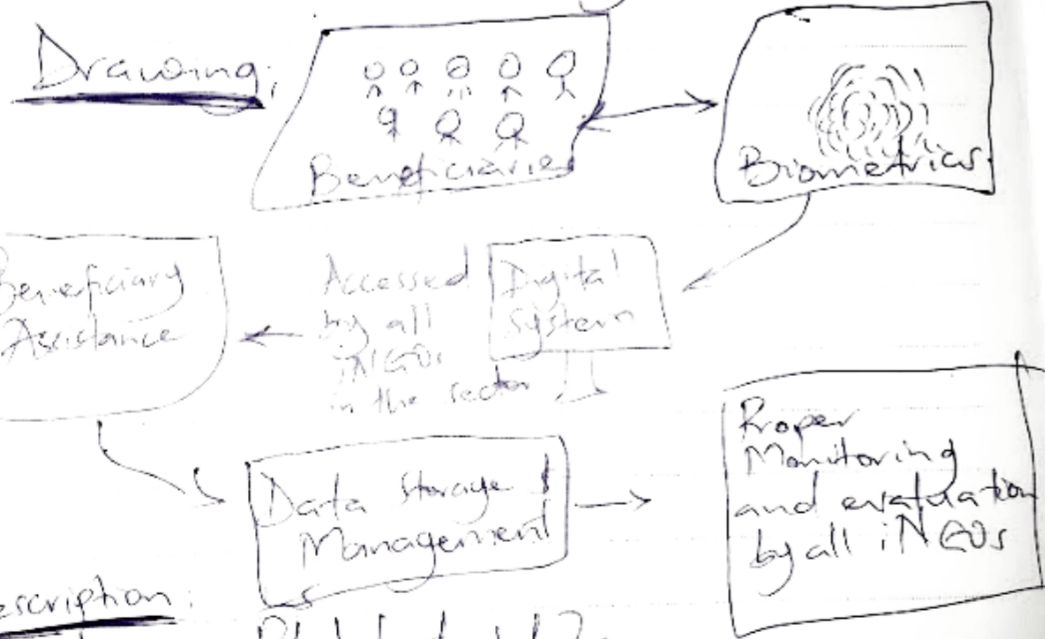 Drawing:
Beneficiaries
Biometrics
Beneficiary
Assistance
Accessed
by all
iNGOs
in the sector
Digital
System
Data Storage &
Management
Proper
Monitoring
and evaluation
by all iNGOs
escription: